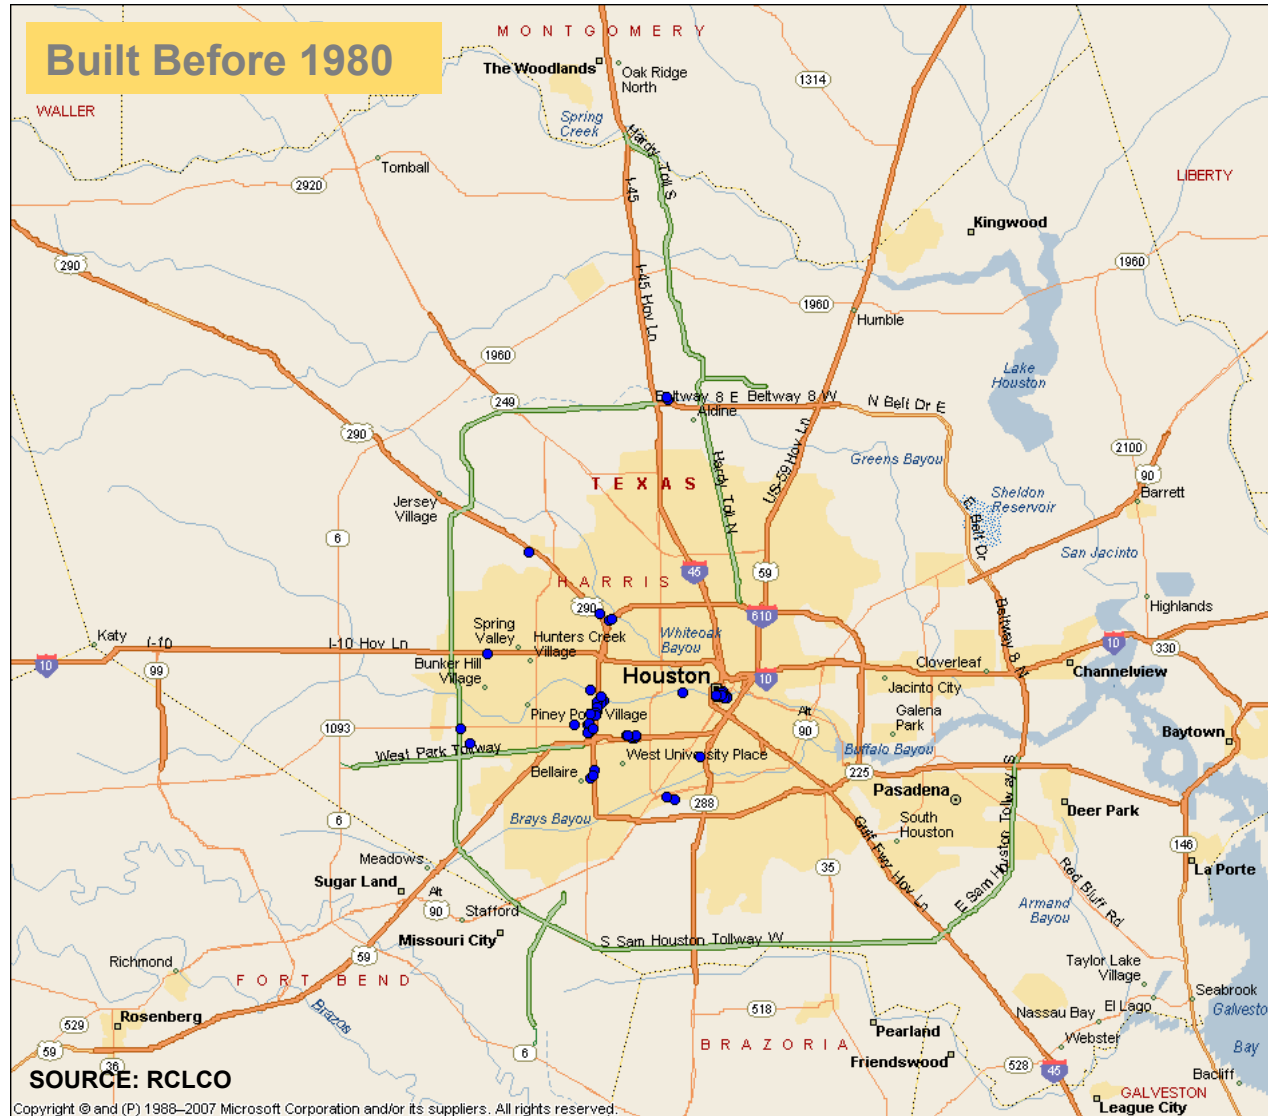 Built Before 1980
MONTGOMERY
The Woodlands
Oak Ridge
North
1314
WALLER
Spring
Creek
Hardy Toll S
Tomball
2920
I-45
LIBERTY
Kingwood
290
1960
I-45 Hov Ln
1960
Humble
1960
Lake
Houston
249
Beltway 8 E Beltway 8 W
N Belt Dr E
Aldine
290
US-59 Hov Ln
Hardy Toll N
Greens Bayou
2100
90
TEXAS
Jersey
Village
Sheldon
Reservoir
Barrett
E Belt Dr
6
San Jacinto
45
59
HARRIS
290
610
Beltway 8 N
Highlands
Spring
Valley
Hunters Creek
Village
Whiteoak
Bayou
Katy
I-10
I-10 Hov Ln
10
10
330
Bunker Hill
Village
Houston
10
Cloverleaf
Channelview
99
Jacinto City
Piney Point Village
Alt
90
Galena
Park
1093
Baytown
West Park Tollway
West University Place
Buffalo Bayou
Bellaire
225
Pasadena
288
Deer Park
Brays Bayou
South
Houston
6
Gulf Fwy Hov Ln
E Sam Houston Tollway S
146
Meadows
35
Red Bluff Rd
La Porte
Sugar Land
Alt
90
Stafford
Armand
Bayou
Missouri City
S Sam Houston Tollway W
59
Richmond
FORT BEND
Taylor Lake
Village
Seabrook
Brazos
518
El Lago
Galvesto
Rosenberg
Nassau Bay
529
Pearland
Webster
BRAZORIA
Bay
59
6
Friendswood
36
528
45
SOURCE: RCLCO
Bacliff
GALVESTON
League City
Copyright © and (P) 1988–2007 Microsoft Corporation and/or its suppliers. All rights reserved.